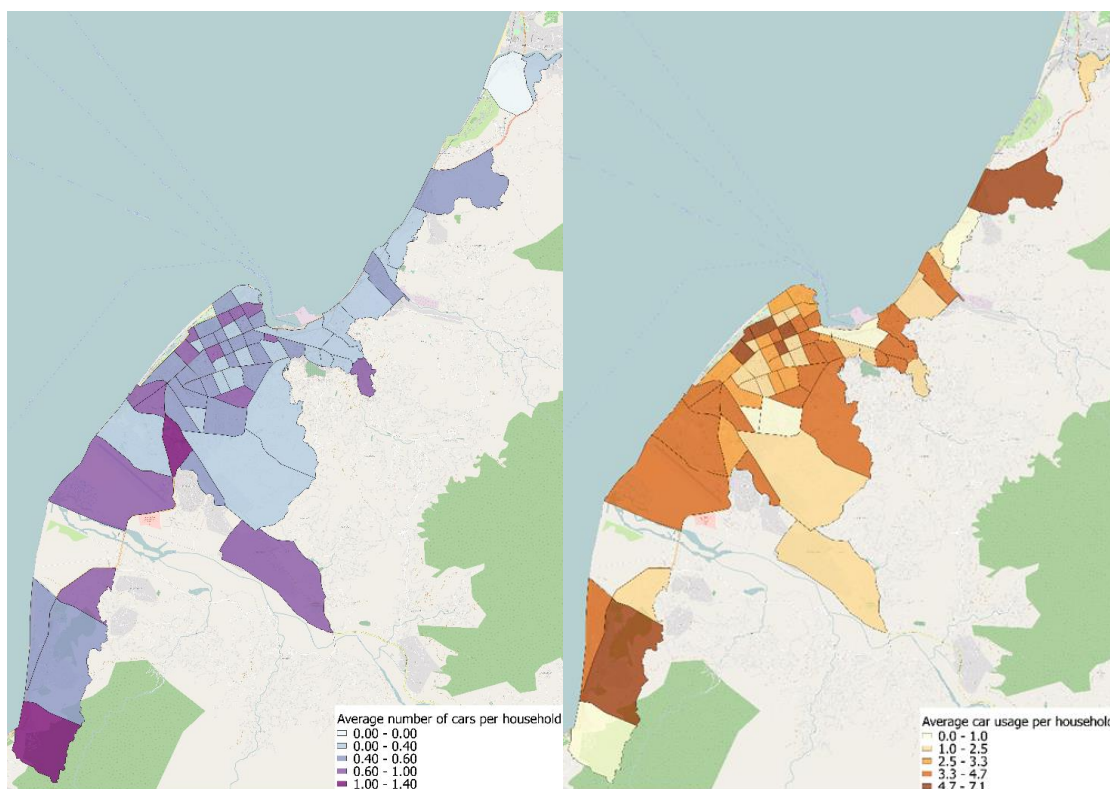 Average number of cars per household
0.00 - 0.00
0.00 - 0.40
0.40 - 0.60
0.60 - 1.00
1.00 - 1.40
Average car usage per household
0.0 - 1.0
1.0 - 2.5
2.5 - 3.3
3.3 - 4.7
4.7 - 7.1